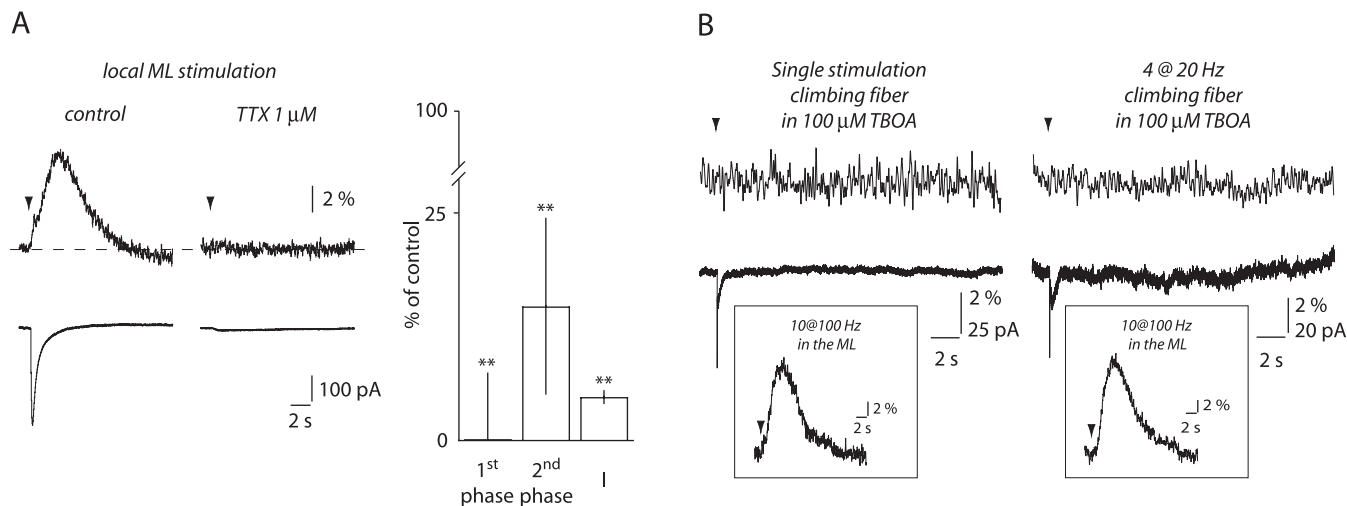 A
local ML stimulation
control
TTX 1 µM
2 %
100 pA
2 s
100
25
0
% of control
**
**
**
1st phase
2nd phase
I
B
Single stimulation
climbing fiber
in 100 µM TBOA
2 %
25 pA
2 s
10@100 Hz
in the ML
2 %
2 s
4 @ 20 Hz
climbing fiber
in 100 µM TBOA
2 %
20 pA
2 s
10@100 Hz
in the ML
2 %
2 s